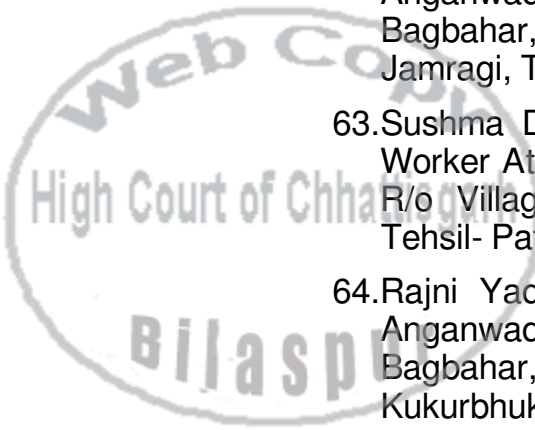 Anganwad
Bagbahar,
Jamragi, T
63.Sushma D
Worker At
R/o Villag
Tehsil- Pa
64.Rajni Yad
Anganwad
Bagbahar,
Kukurbhuk
Web Copy
High Court of Chhattisgarh
Bilaspur